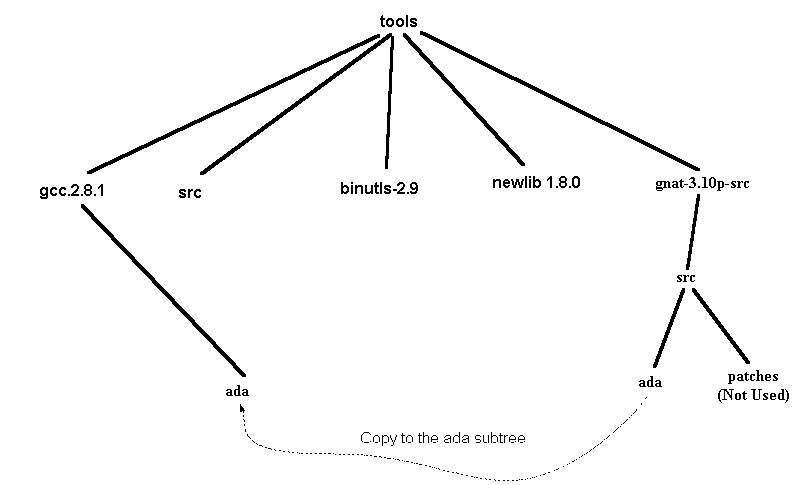 tools
gcc.2.8.1
src
binutls-2.9
newlib 1.8.0
gnat-3.10p-src
src
ada
ada
patches
(Not Used)
Copy to the ada subtree